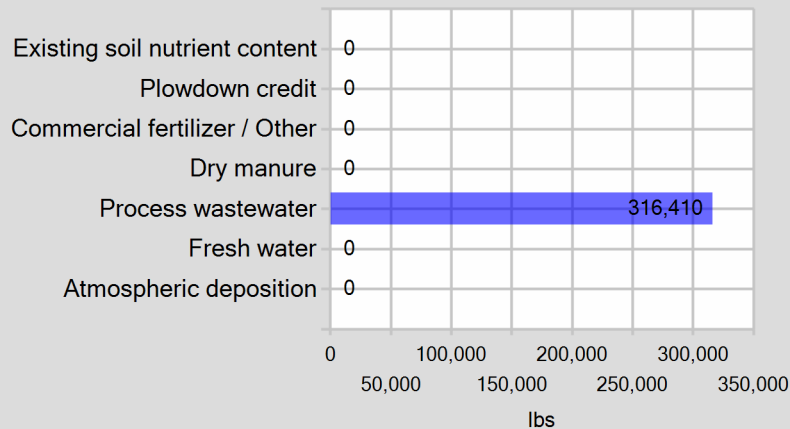 Existing soil nutrient content 0
Plowdown credit 0
Commercial fertilizer / Other 0
Dry manure 0
Process wastewater 316,410
Fresh water 0
Atmospheric deposition 0
0 100,000 200,000 300,000
50,000 150,000 250,000 350,000
lbs